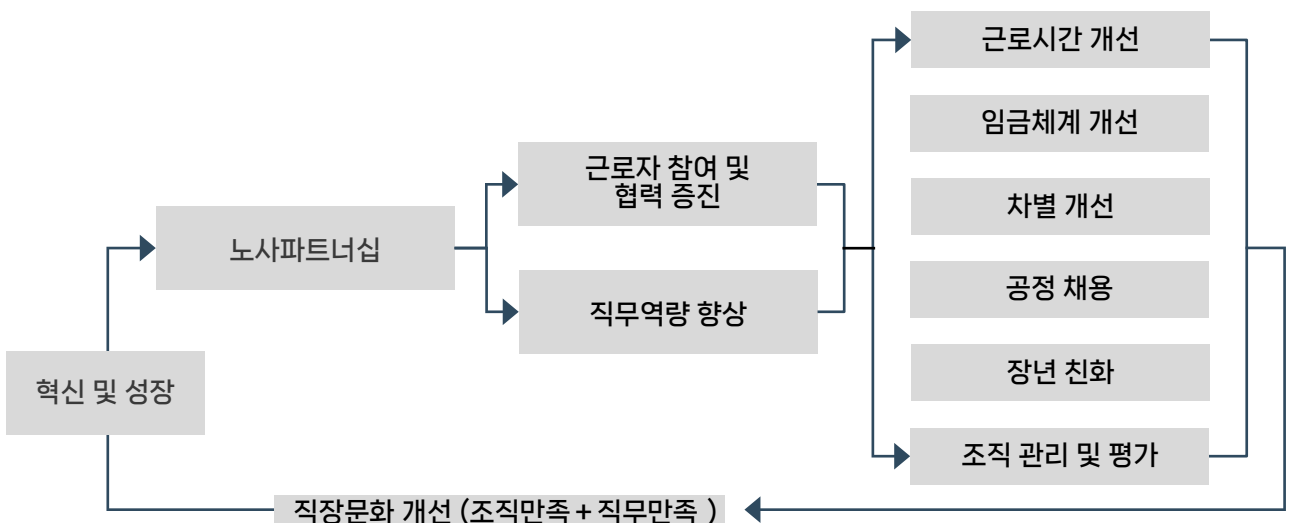 근로시간 개선
임금체계 개선
근로자 참여 및
협력 증진
차별 개선
노사파트너십
공정 채용
직무역량 향상
장년 친화
혁신 및 성장
조직 관리 및 평가
직장문화 개선 (조직만족 + 직무만족 )